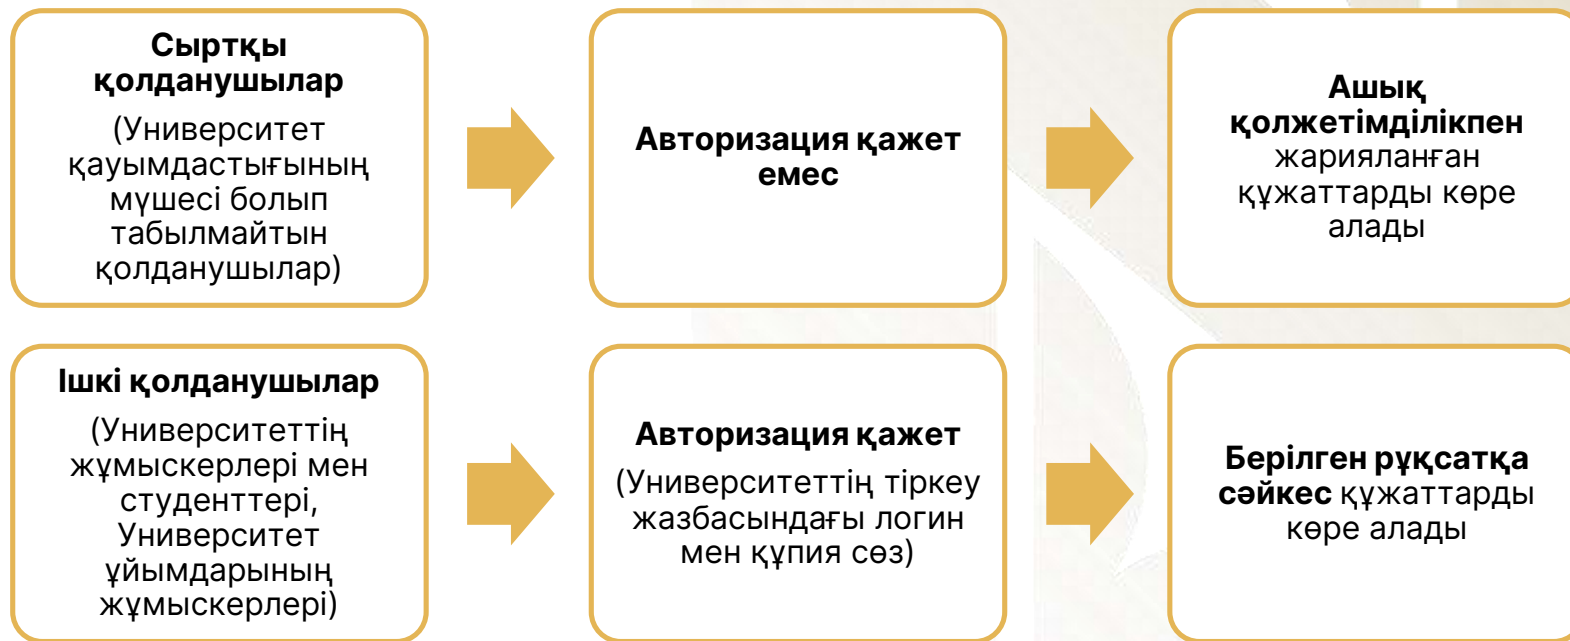 Сыртқы
қолданушылар
(Университет
қауымдастығының
мүшесі болып
табылмайтын
қолданушылар)
Авторизация қажет
емес
Ашық
қолжетімділікпен
жарияланған
құжаттарды көре
алады
Ішкі қолданушылар
(Университеттің
жұмыскерлері мен
студенттері,
Университет
ұйымдарының
жұмыскерлері)
Авторизация қажет
(Университеттің тіркеу
жазбасындағы логин
мен құпия сөз)
Берілген рұқсатқа
сәйкес құжаттарды
көре алады